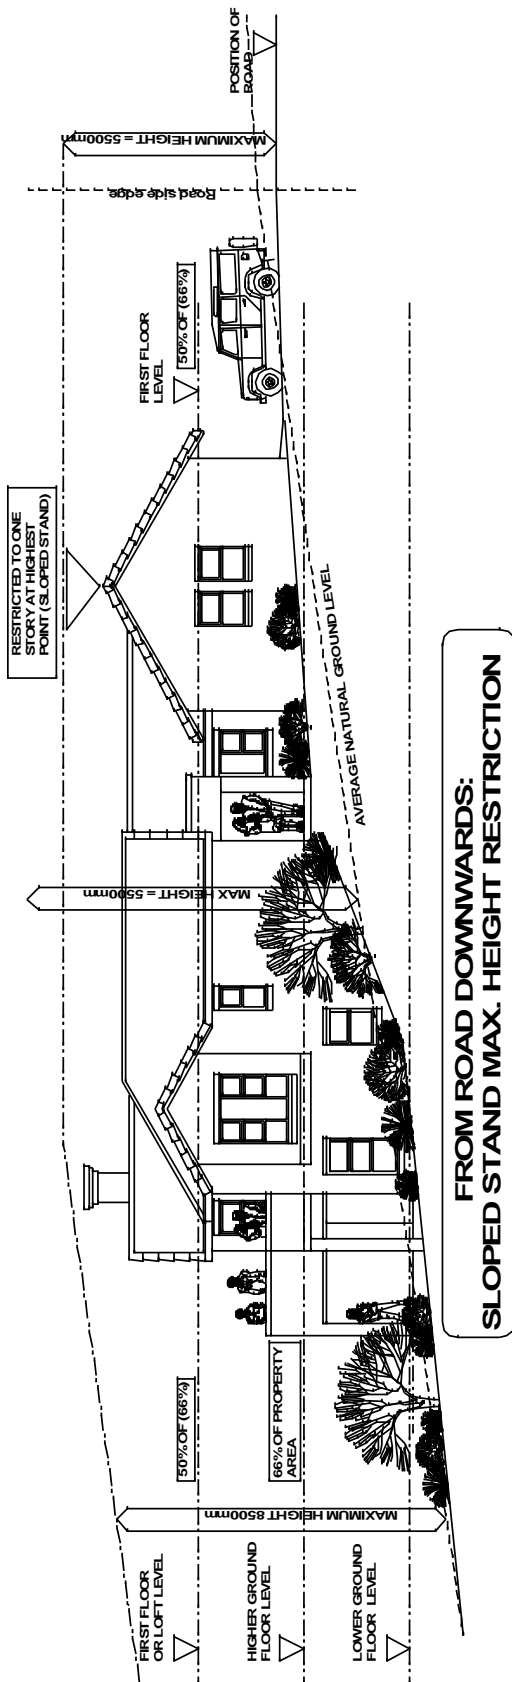 POSITION OF
ROAD
MAXIMUM HEIGHT = 5500mm
Road side edge
50% OF (66%)
FIRST FLOOR
LEVEL
RESTRICTED TO ONE
STORY AT HIGHEST
POINT (SLOPED STAND)
AVERAGE NATURAL GROUND LEVEL
MAX HEIGHT = 5500mm
50% OF (66%)
66% OF PROPERTY
AREA
MAXIMUM HEIGHT 8500mm
FIRST FLOOR
OR LOFT LEVEL
HIGHER GROUND
FLOOR LEVEL
LOWER GROUND
FLOOR LEVEL
FROM ROAD DOWNWARDS:
SLOPED STAND MAX. HEIGHT RESTRICTION